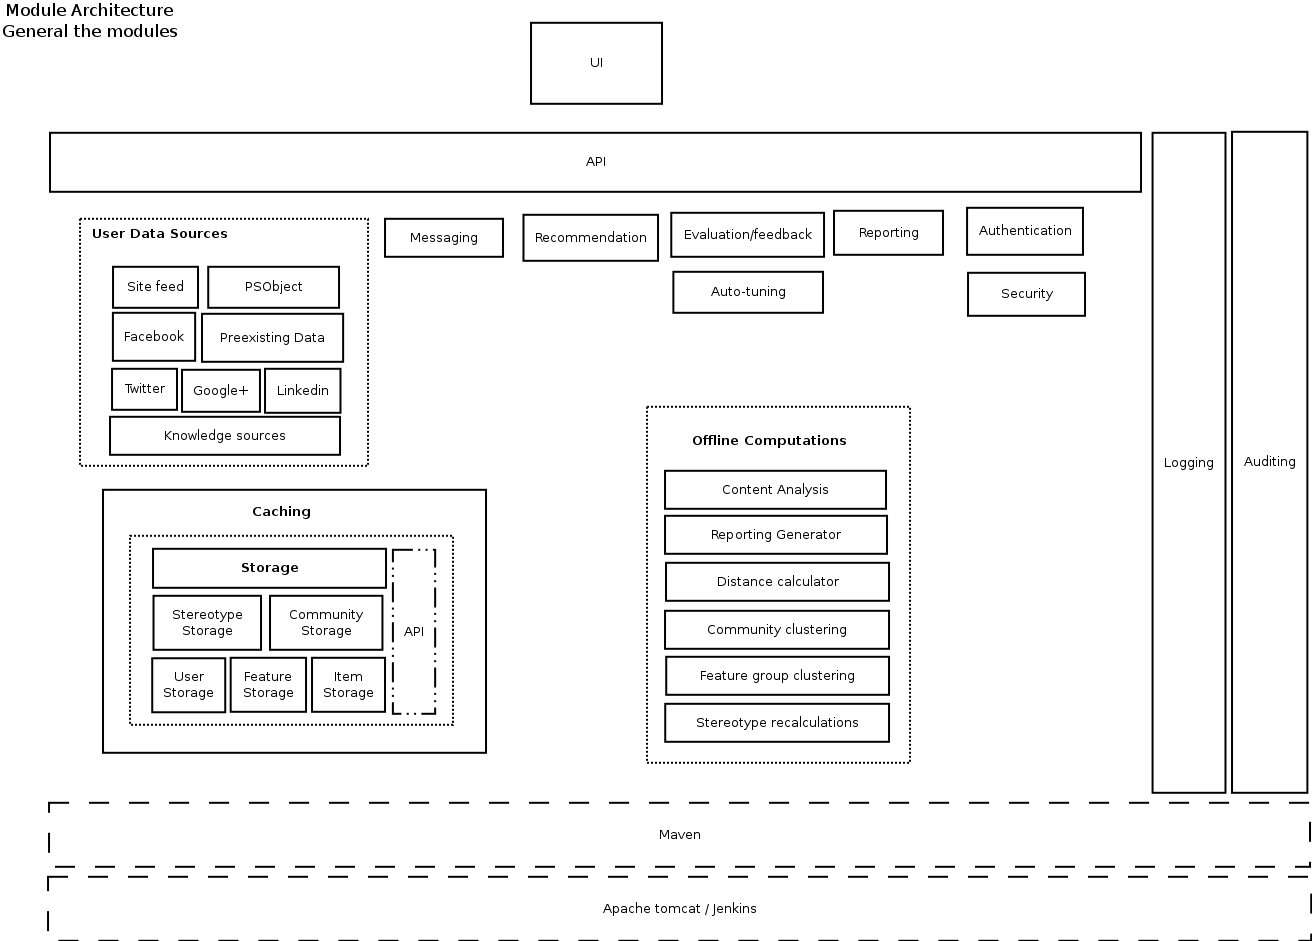 Module Architecture
General the modules
UI
API
User Data Sources
Site feed
PSObject
Facebook
Preexisting Data
Twitter
Google+
Linkedin
Knowledge sources
Messaging
Recommendation
Evaluation/feedback
Reporting
Authentication
Auto-tuning
Security
Caching
Storage
Stereotype
Storage
Community
Storage
User
Storage
Feature
Storage
Item
Storage
API
Offline Computations
Content Analysis
Reporting Generator
Distance calculator
Community clustering
Feature group clustering
Stereotype recalculations
Logging
Auditing
Maven
Apache tomcat / Jenkins